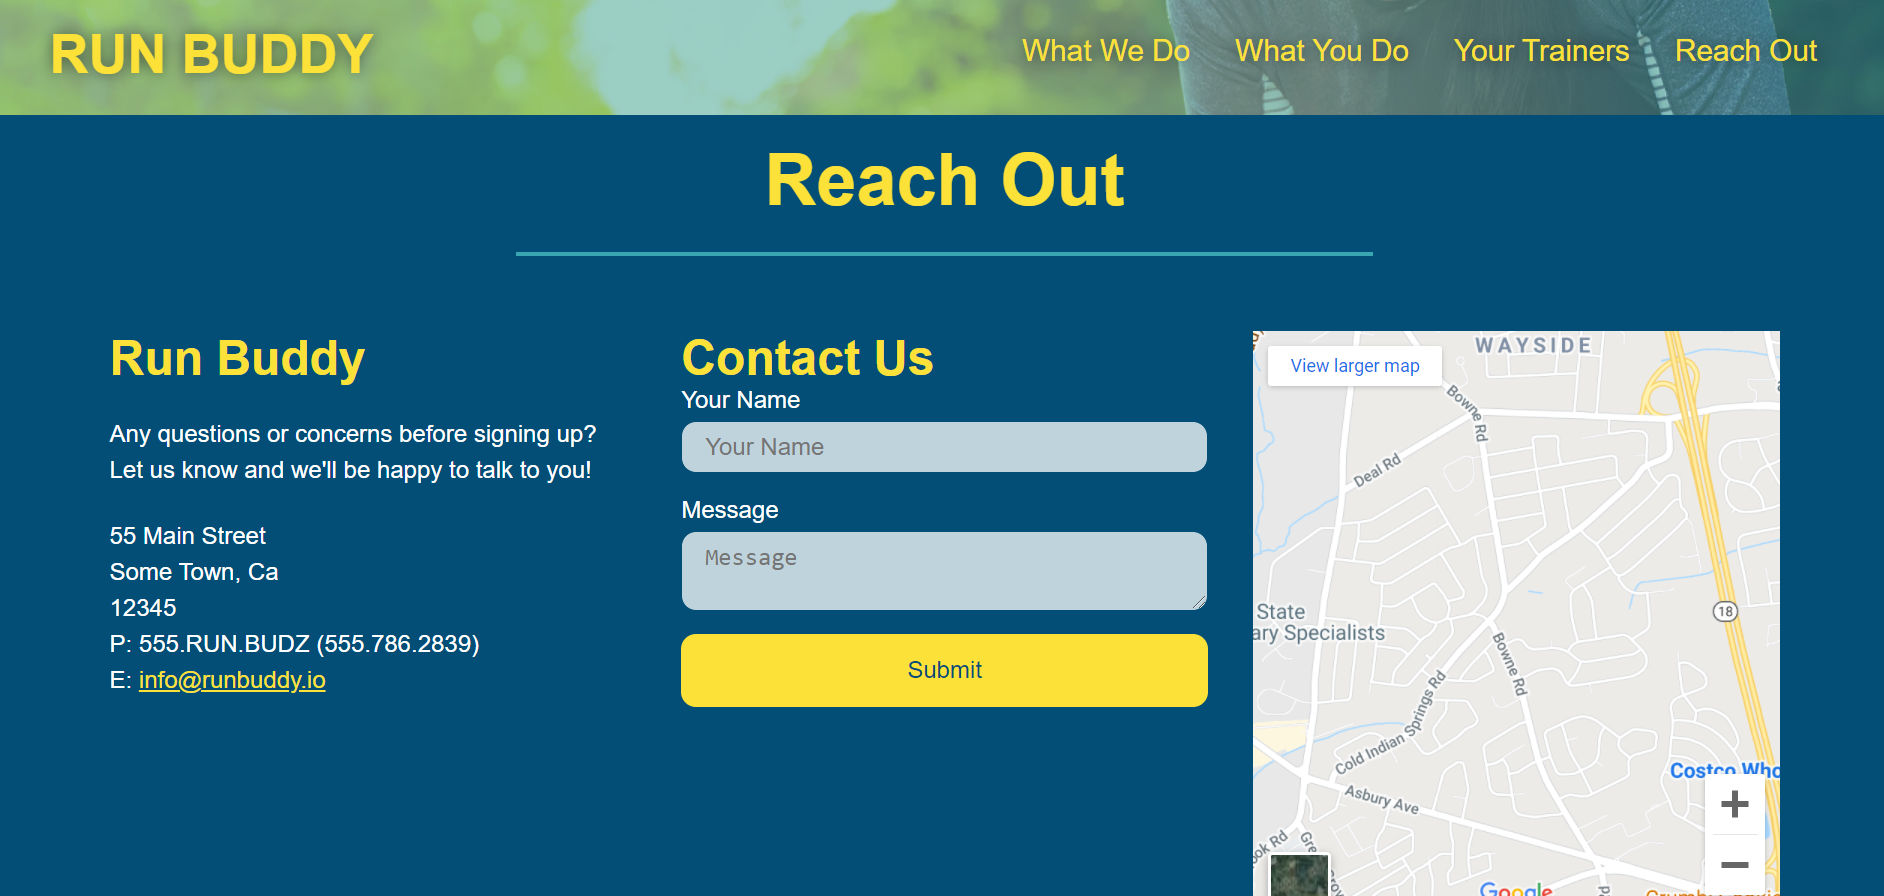 RUN BUDDY
What We Do
What You Do
Your Trainers
Reach Out
Reach Out
Run Buddy
Any questions or concerns before signing up?
Let us know and we'll be happy to talk to you!
55 Main Street
Some Town, Ca
12345
P: 555.RUN.BUDZ (555.786.2839)
E: info@runbuddy.io
Contact Us
Your Name
Your Name
Message
Message
Submit
View larger map
WAYSIDE
Bowne Rd
Deal Rd
18
State
ary Specialists
Bowne Rd
Cold Indian Springs Rd
Costco Who
Asbury Ave
ook Rd
Google